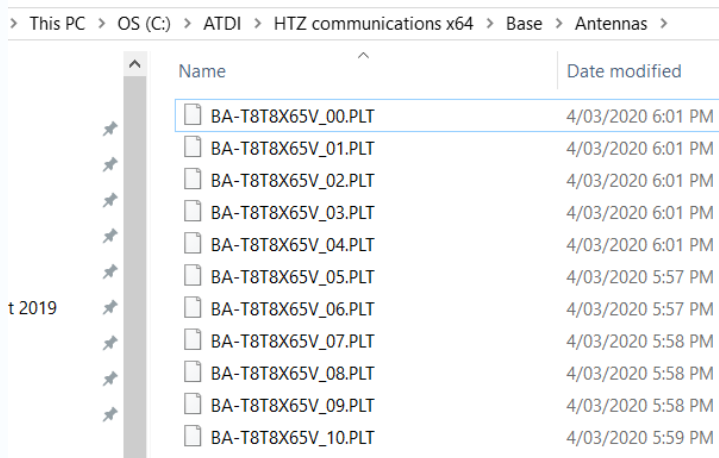 > This PC > OS (C:) > ATDI > HTZ communications x64 > Base > Antennas >
Name Date modified
BA-T8T8X65V_00.PLT 4/03/2020 6:01 PM
BA-T8T8X65V_01.PLT 4/03/2020 6:01 PM
BA-T8T8X65V_02.PLT 4/03/2020 6:01 PM
BA-T8T8X65V_03.PLT 4/03/2020 6:01 PM
BA-T8T8X65V_04.PLT 4/03/2020 6:01 PM
BA-T8T8X65V_05.PLT 4/03/2020 5:57 PM
t 2019 BA-T8T8X65V_06.PLT 4/03/2020 5:57 PM
BA-T8T8X65V_07.PLT 4/03/2020 5:58 PM
BA-T8T8X65V_08.PLT 4/03/2020 5:58 PM
BA-T8T8X65V_09.PLT 4/03/2020 5:58 PM
BA-T8T8X65V_10.PLT 4/03/2020 5:59 PM